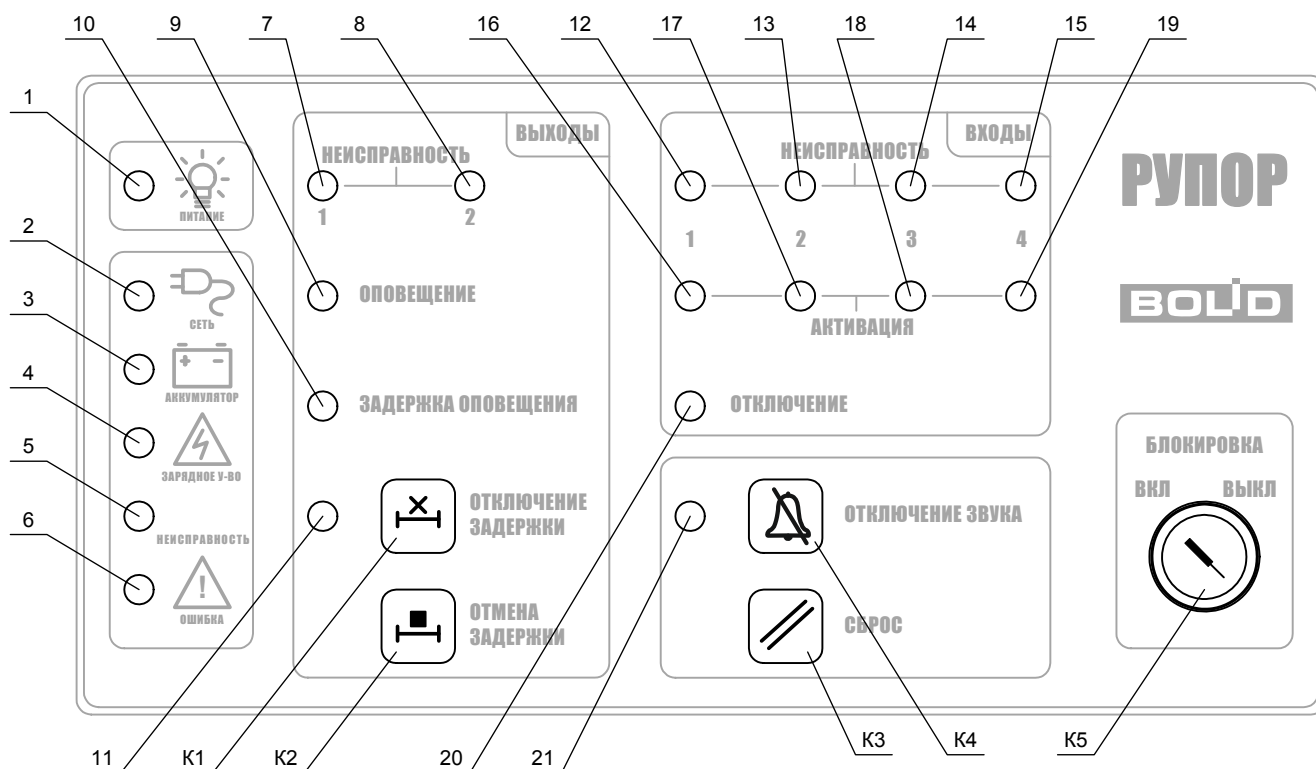 10 9 7 8 16 12 17 13 18 14 15 19
1
ВЫХОДЫ
ВХОДЫ
НЕИСПРАВНОСТЬ
НЕИСПРАВНОСТЬ
РУПОР
ПИТАНИЕ
1 2
2
1 2 3 4
ОПОВЕЩЕНИЕ
BOLID
СЕТЬ
АКТИВАЦИЯ
3
АККУМУЛЯТОР
4
ЗАДЕРЖКА ОПОВЕЩЕНИЯ
ОТКЛЮЧЕНИЕ
БЛОКИРОВКА
ЗАРЯДНОЕ У-ВО
5
ВКЛ ВЫКЛ
ОТКЛЮЧЕНИЕ
ЗАДЕРЖКИ
ОТКЛЮЧЕНИЕ ЗВУКА
6
НЕИСПРАВНОСТЬ
ОШИБКА
ОТМЕНА
ЗАДЕРЖКИ
СБРОС
11 К1 К2 20 21 К3 К4 К5